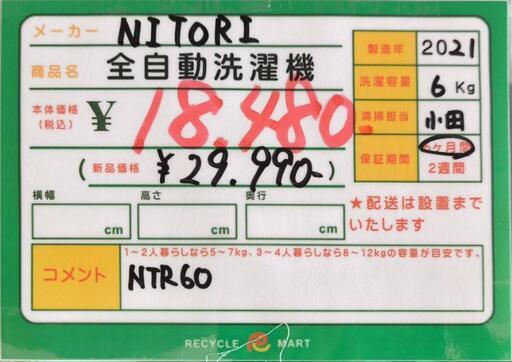 メーカー NITORI
商品名 全自動洗濯機
本体価格(税込) ¥18.480-
(新品価格 ¥29.990-)
製造年 2021
洗濯容量 6 Kg
清掃担当 小田
保証期間 ヶ月間
2週間
横幅 cm 高さ cm 奥行 cm
★配送は設置まで
いたします
1~2人暮らしなら5~7kg、3~4人暮らしなら8~12kgの容量が目安です。
コメント NTR60
RECYCLE MART